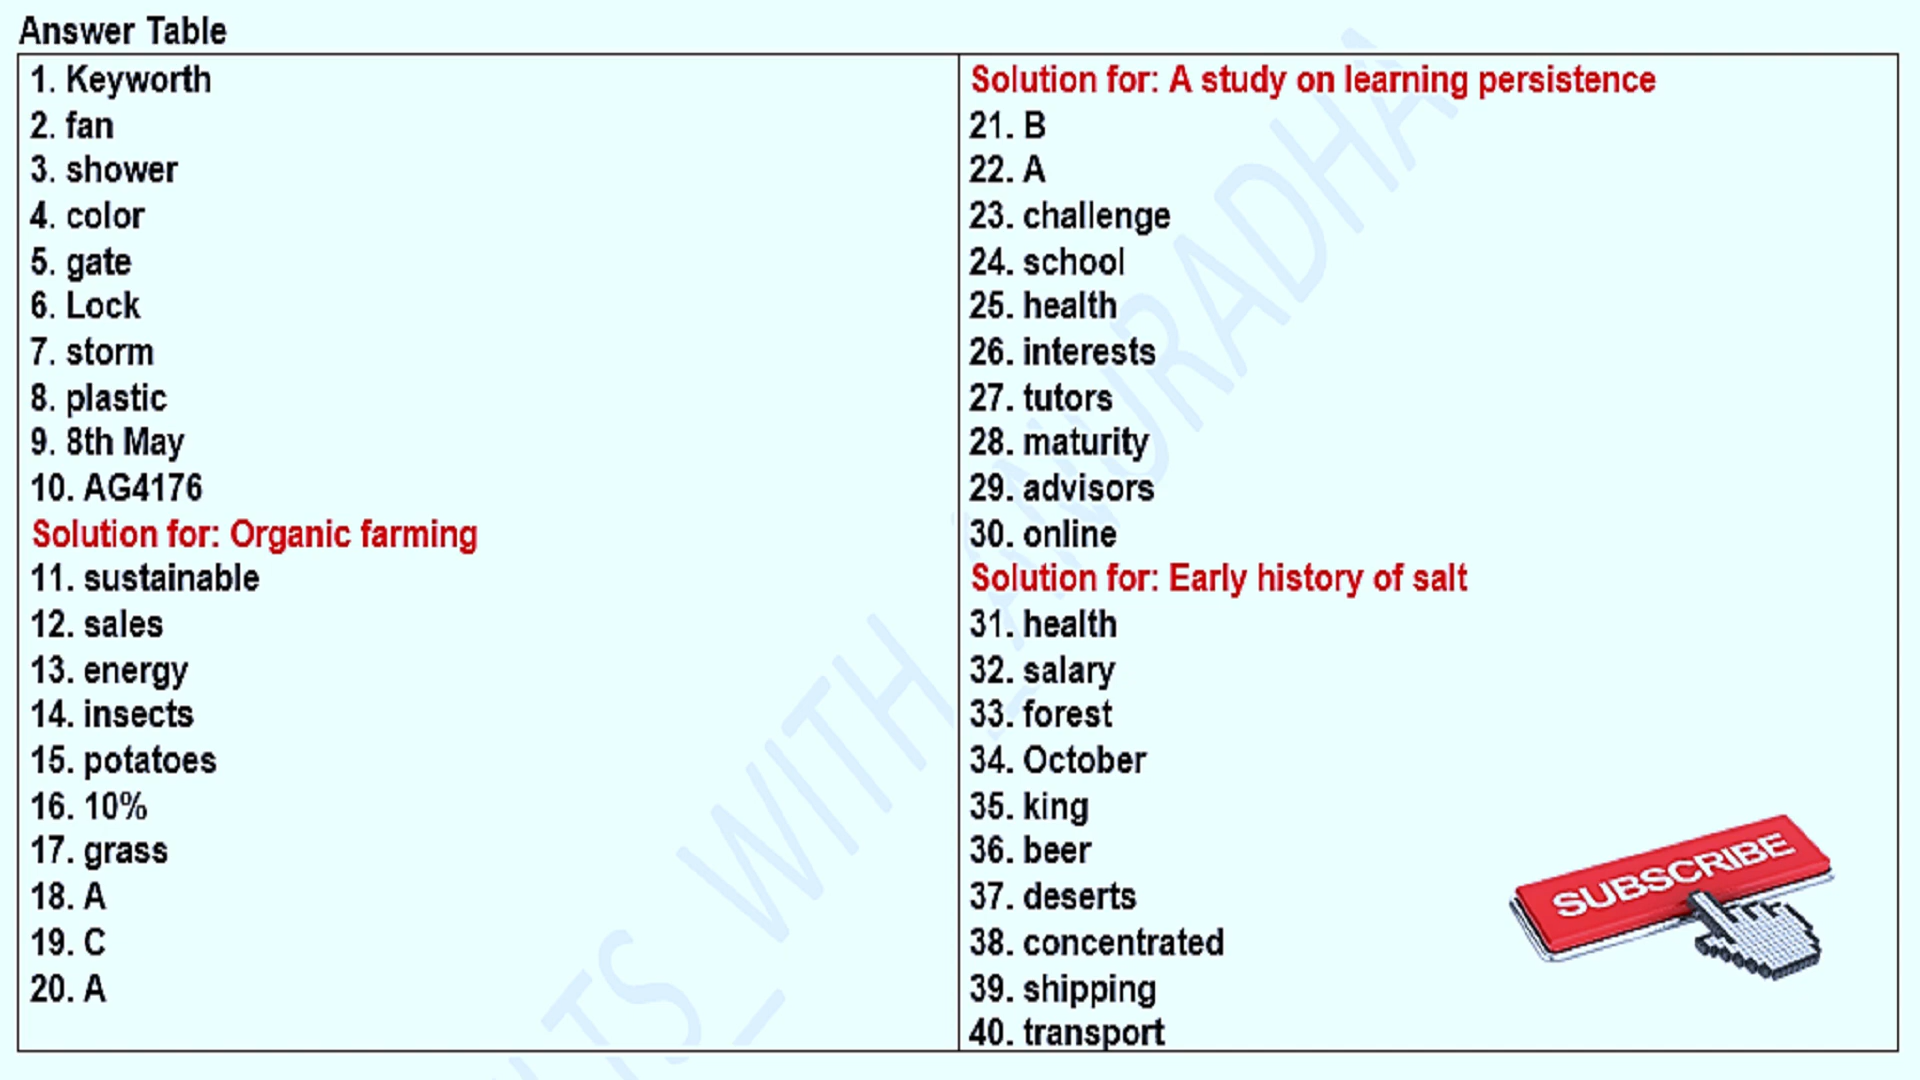 Answer Table
1. Keyworth
2. fan
3. shower
4. color
5. gate
6. Lock
7. storm
8. plastic
9. 8th May
10. AG4176
Solution for: Organic farming
11. sustainable
12. sales
13. energy
14. insects
15. potatoes
16. 10%
17. grass
18. A
19. C
20. A
Solution for: A study on learning persistence
21. B
22. A
23. challenge
24. school
25. health
26. interests
27. tutors
28. maturity
29. advisors
30. online
Solution for: Early history of salt
31. health
32. salary
33. forest
34. October
35. king
36. beer
37. deserts
38. concentrated
39. shipping
40. transport
SUBSCRIBE
LTS_WITH_ANURADHA